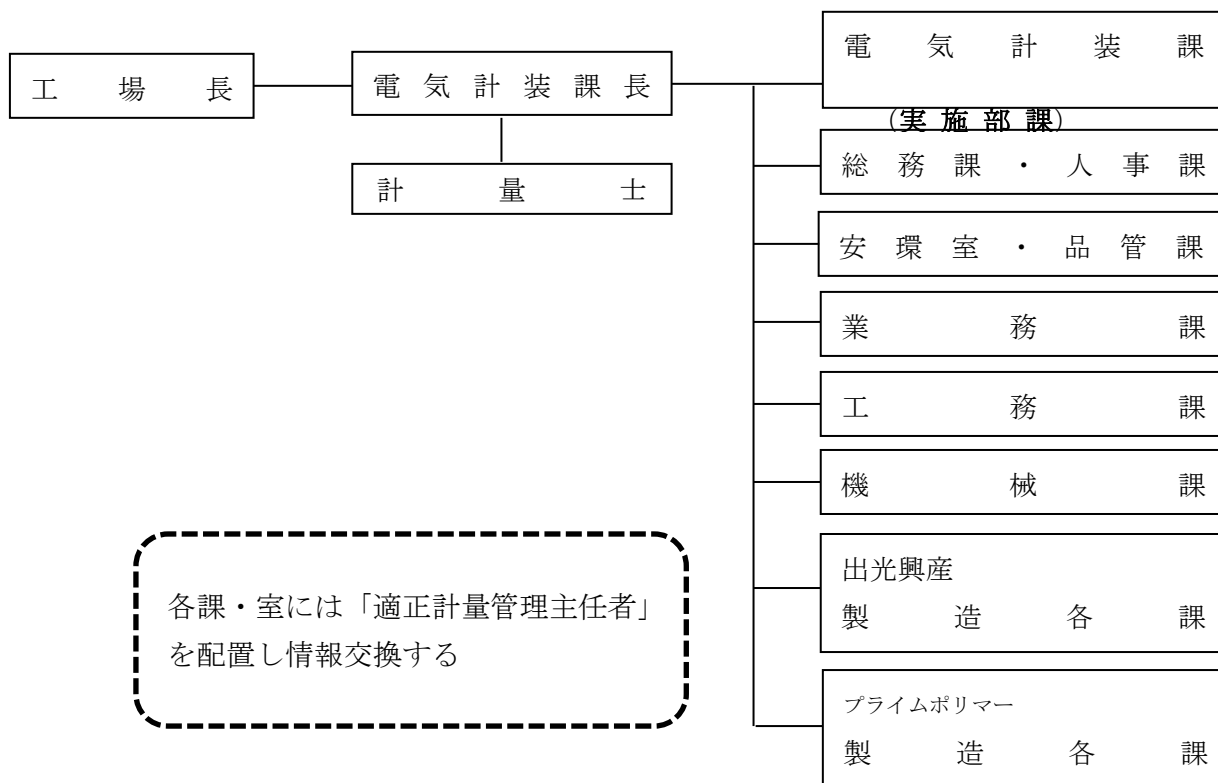 工場長
電気計装課長
計量士
電気計装課
（実施部課）
総務課・人事課
安環室・品管課
業務課
工務課
機械課
出光興産
製造各課
プライムポリマー
製造各課
各課・室には「適正計量管理主任者」
を配置し情報交換する